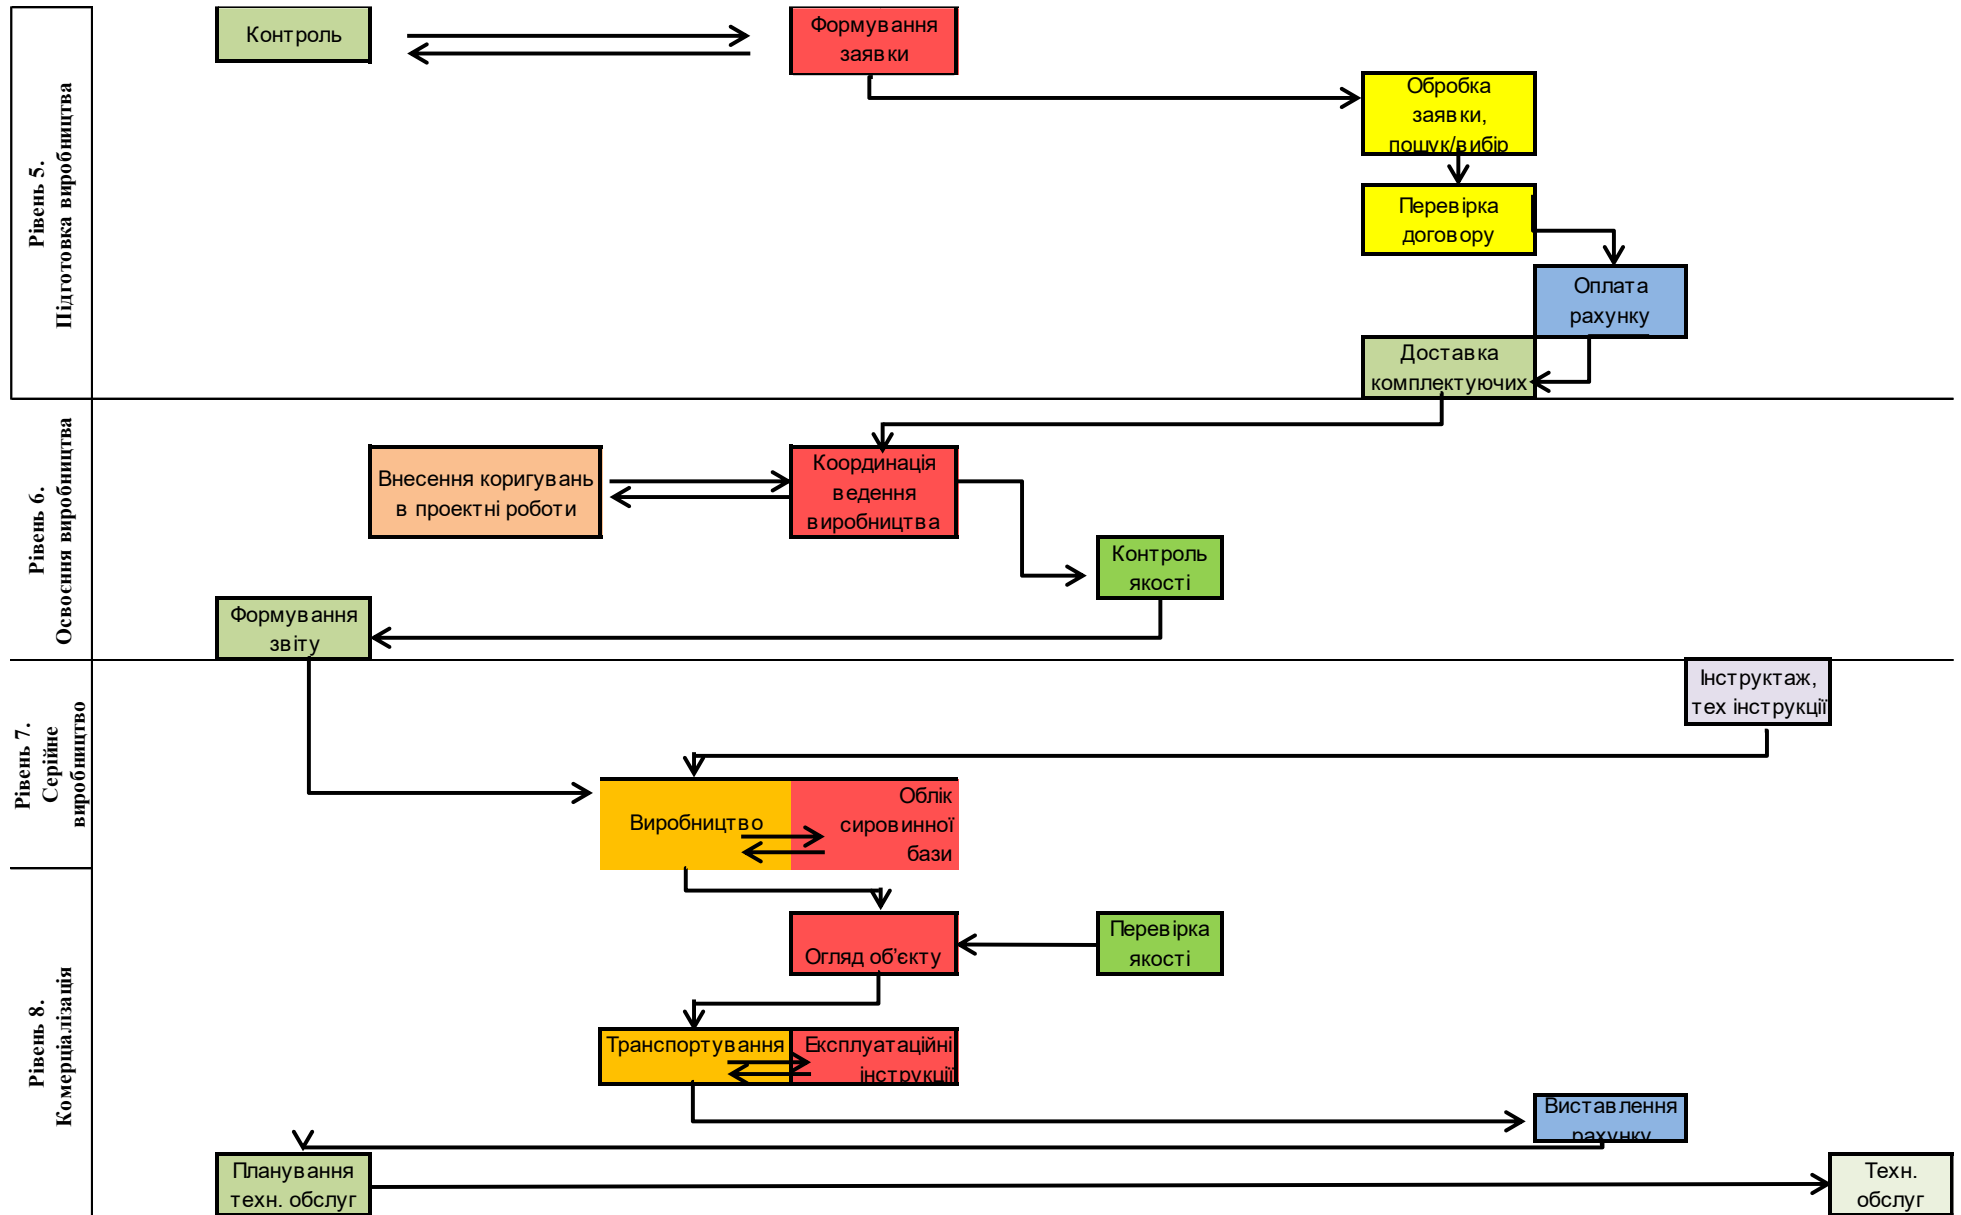 Рівень 5.
Підготовка виробництва
Контроль
Формування
заявки
Обробка
заявки,
пошук/вибір
Перевірка
договору
Оплата
рахунку
Доставка
комплектуючих
Рівень 6.
Освоєння виробництва
Внесення коригувань
в проектні роботи
Координація
ведення
виробництва
Контроль
якості
Формування
звіту
Рівень 7.
Серійне
виробництво
Інструктаж,
тех інструкції
Виробництво
Облік
сировинної
бази
Рівень 8.
Комерціалізація
Огляд об'єкту
Перевірка
якості
Транспортування
Експлуатаційні
інструкції
Виставлення
рахунку
Планування
техн. обслуг
Техн.
обслуг